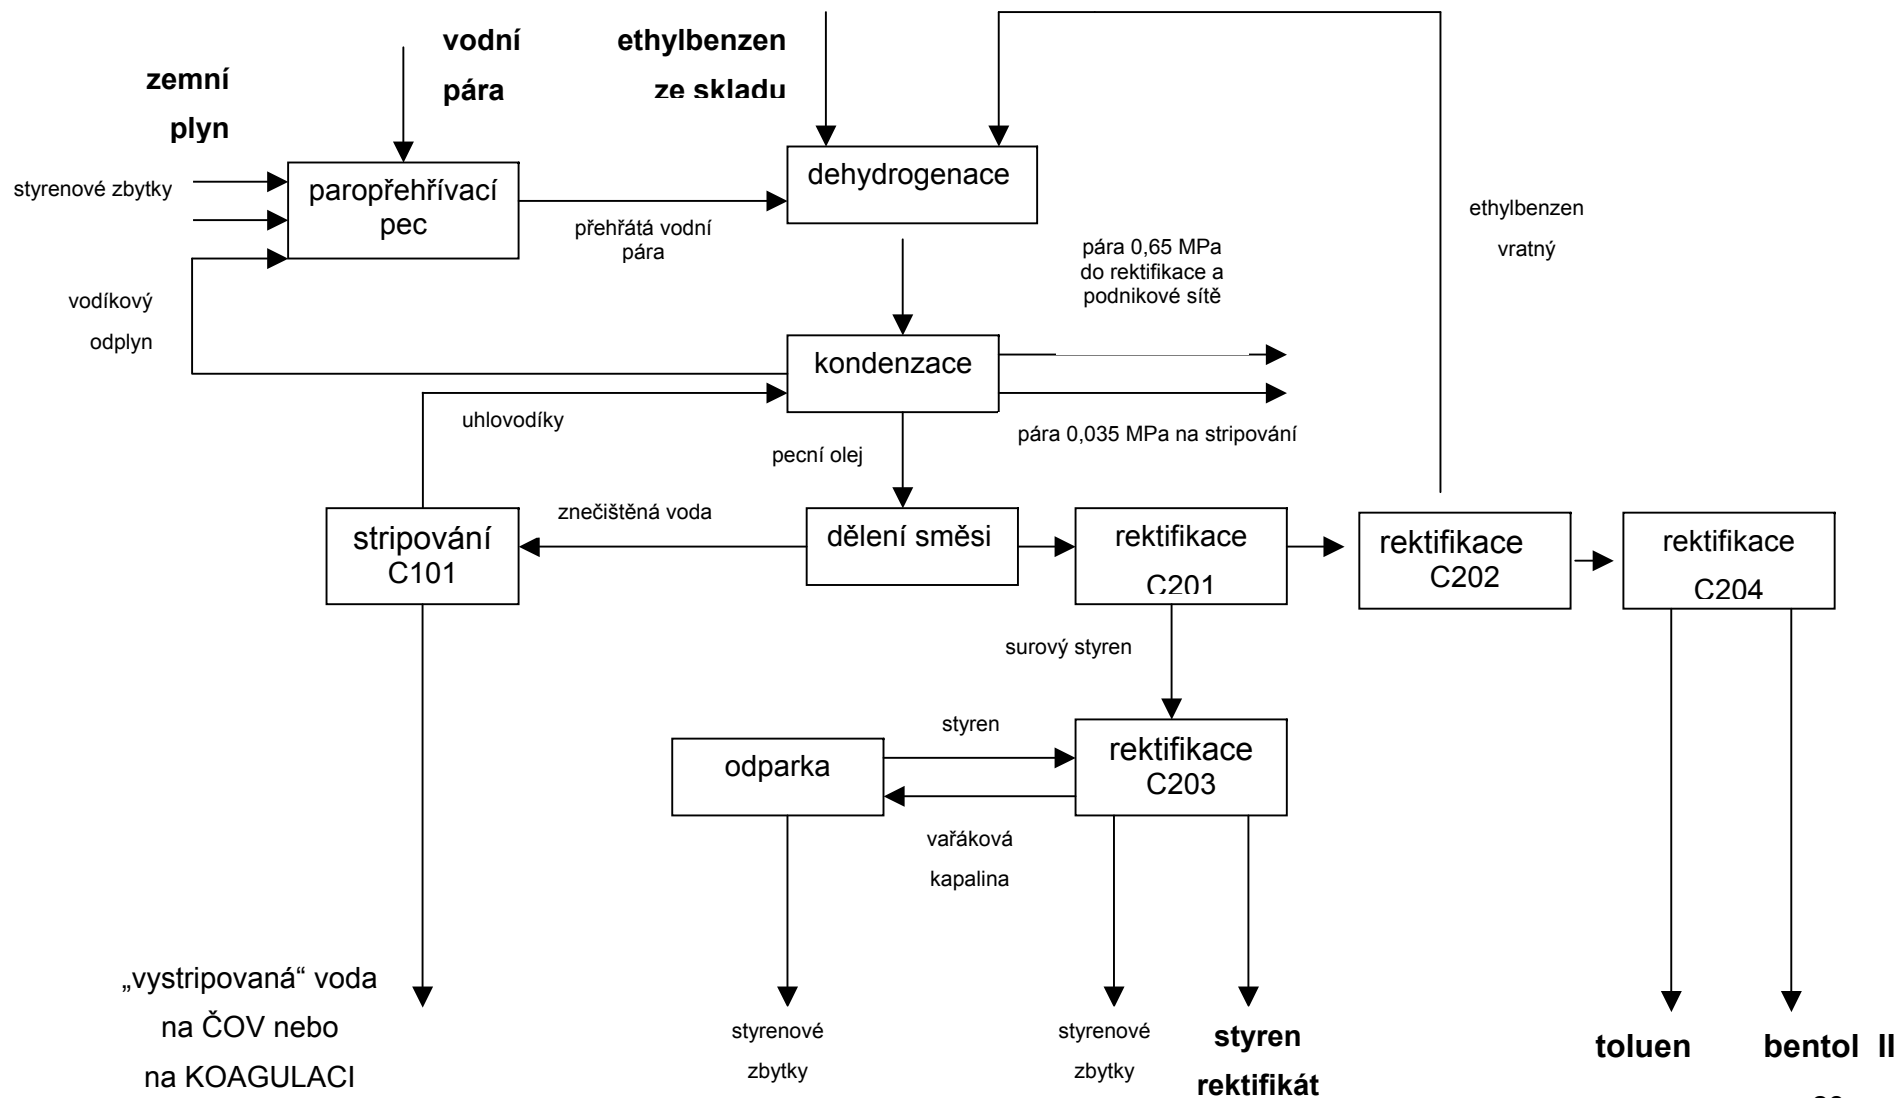 vodní
pára
ethylbenzen
ze skladu
zemní
plyn
styrenové zbytky
paropřehřívací
pec
přehřátá vodní
pára
dehydrogenace
ethylbenzen
vratný
pára 0,65 MPa
do rektifikace a
podnikové sítě
vodíkový
odplyn
kondenzace
uhlovodíky
pára 0,035 MPa na stripování
pecní olej
znečištěná voda
stripování
C101
dělení směsi
rektifikace
C201
rektifikace
C202
rektifikace
C204
surový styren
styren
odparka
rektifikace
C203
vařáková
kapalina
„vystripovaná“ voda
na ČOV nebo
na KOAGULACI
styrenové
zbytky
styrenové
zbytky
styren
rektifikát
toluen
bentol II